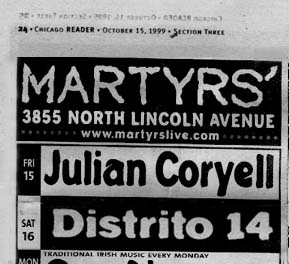 24 • CHICAGO READER • OCTOBER 15, 1999 • SECTION THREE
MARTYRS'
3855 NORTH LINCOLN AVENUE
www.martyrslive.com
FRI
15
Julian Coryell
SAT
16
Distrito 14
MON
TRADITIONAL IRISH MUSIC EVERY MONDAY